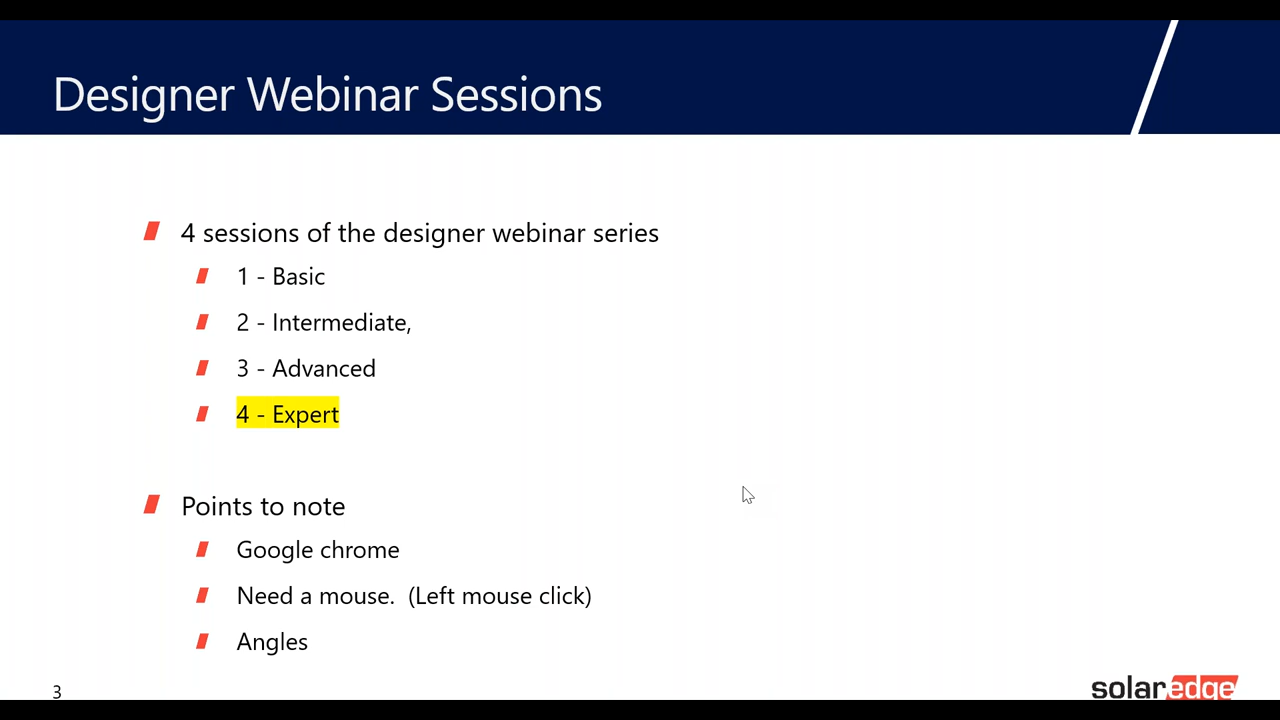 Designer Webinar Sessions
4 sessions of the designer webinar series
1 - Basic
2 - Intermediate,
3 - Advanced
4 - Expert
Points to note
Google chrome
Need a mouse.  (Left mouse click)
Angles
3
solaredge